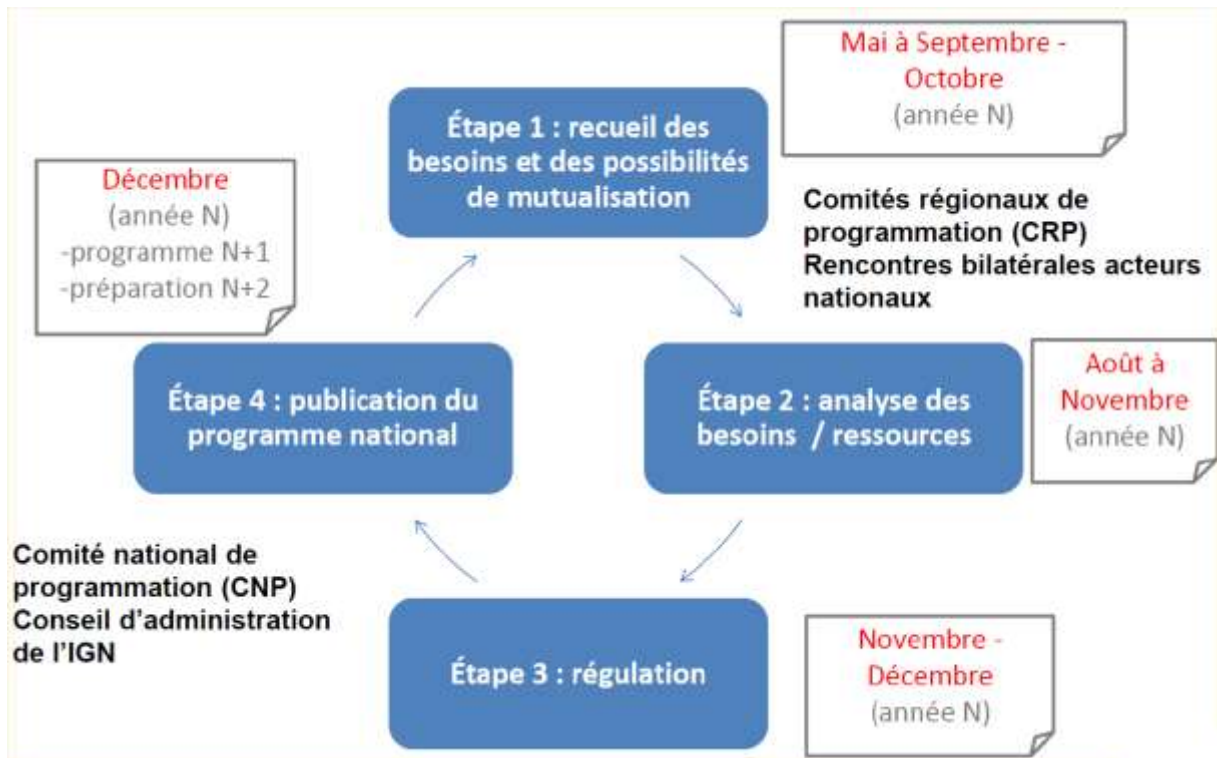 Étape 1 : recueil des
besoins et des possibilités
de mutualisation
Mai à Septembre -
Octobre
(année N)
Comités régionaux de
programmation (CRP)
Rencontres bilatérales acteurs
nationaux
Étape 2 : analyse des
besoins / ressources
Août à
Novembre
(année N)
Étape 3 : régulation
Novembre -
Décembre
(année N)
Comité national de
programmation (CNP)
Conseil d'administration
de l'IGN
Étape 4 : publication du
programme national
Décembre
(année N)
-programme N+1
-préparation N+2